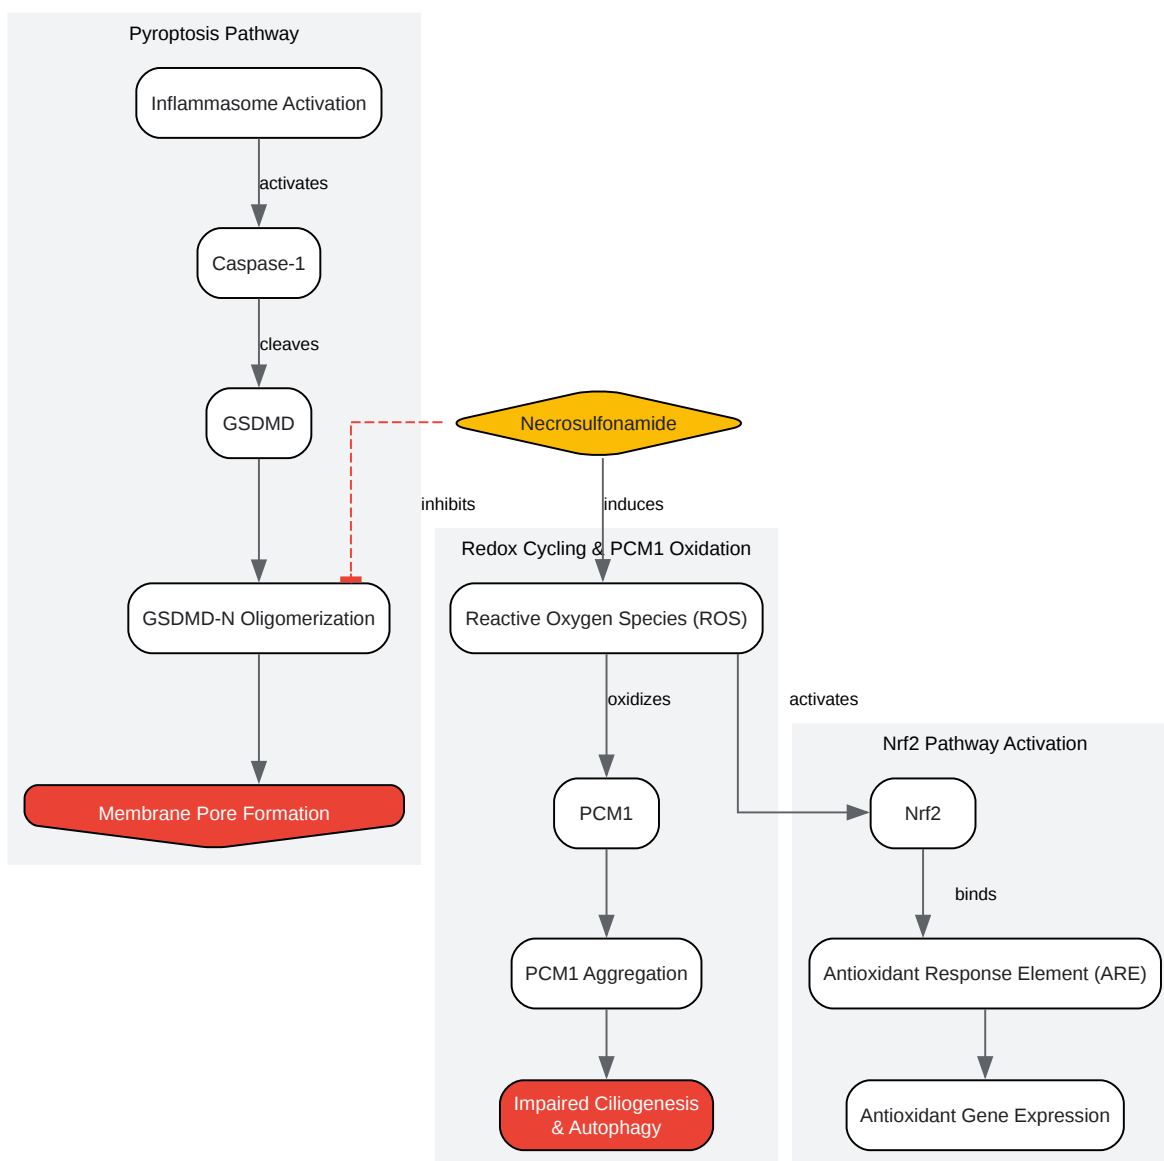 Pyroptosis Pathway
Inflammasome Activation
activates
Caspase-1
cleaves
GSDMD
Necrosulfonamide
inhibits
induces
Redox Cycling & PCM1 Oxidation
GSDMD-N Oligomerization
Reactive Oxygen Species (ROS)
oxidizes
activates
Nrf2 Pathway Activation
Membrane Pore Formation
PCM1
Nrf2
binds
PCM1 Aggregation
Antioxidant Response Element (ARE)
Impaired Ciliogenesis
& Autophagy
Antioxidant Gene Expression